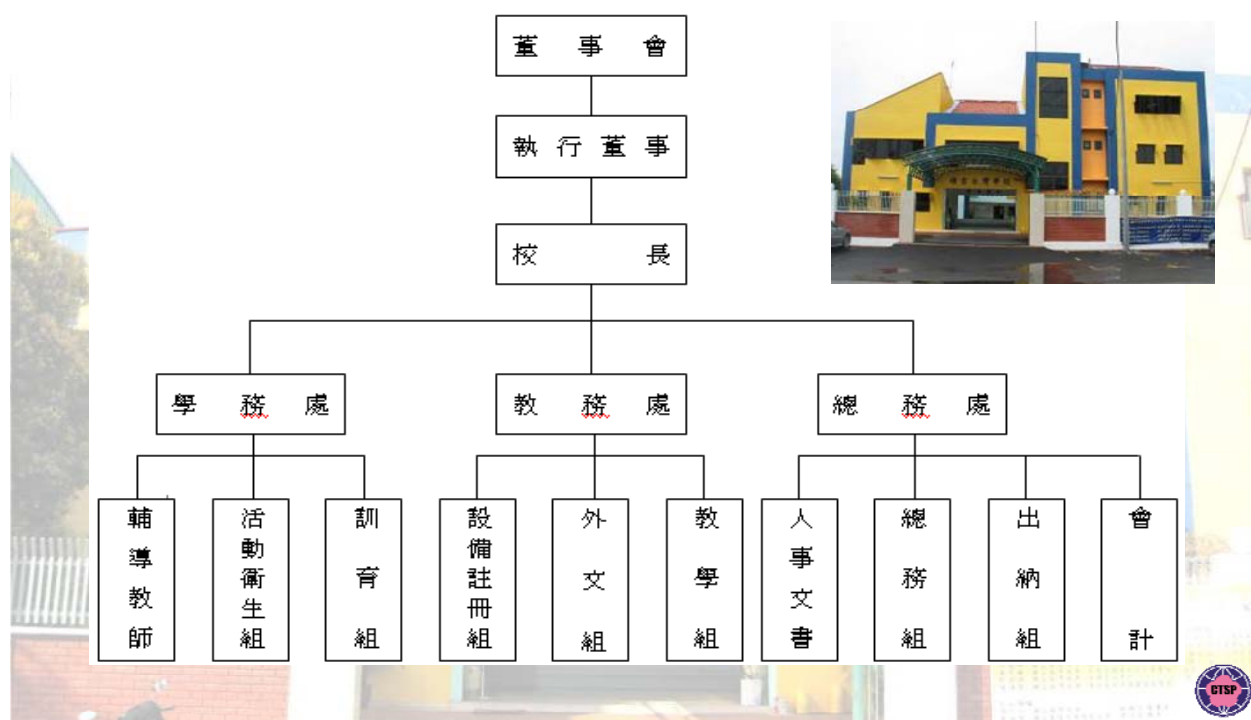 董事會
執行董事
校長
學務處
教務處
總務處
輔導教師
活動衛生組
訓育組
設備註冊組
外文組
教學組
人事文書
總務組
出納組
會計
CTSP